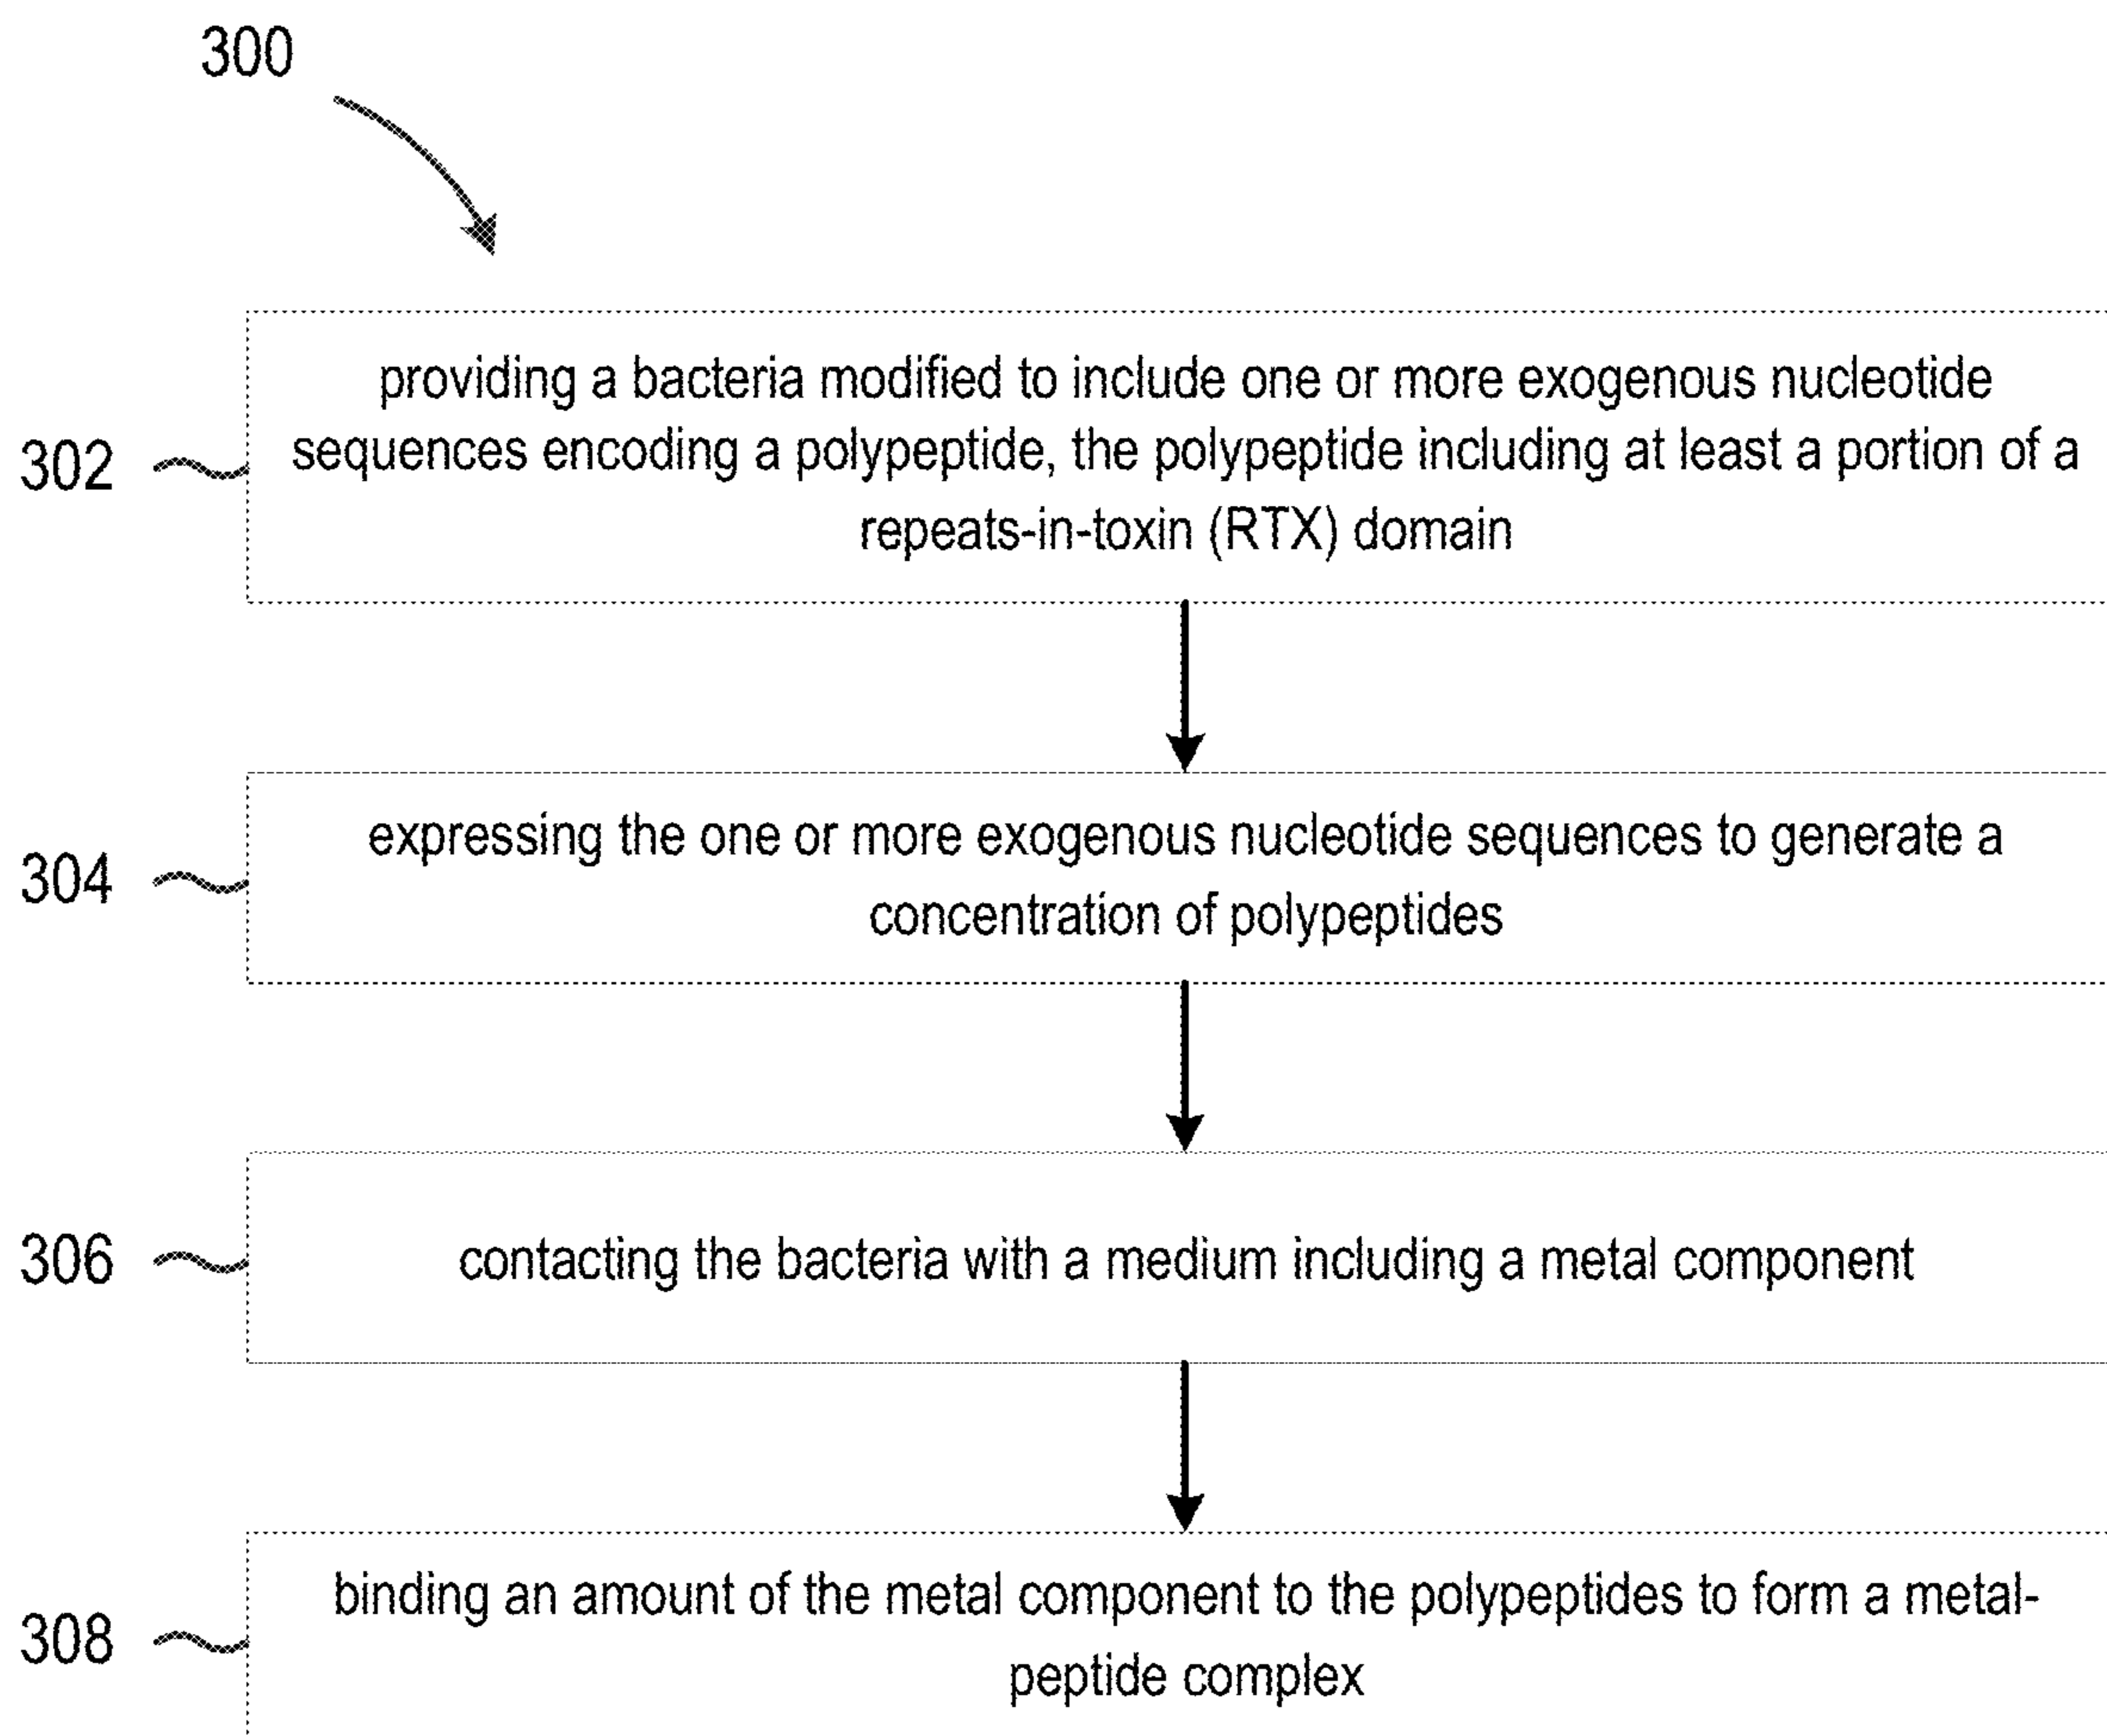 300
302
providing a bacteria modified to include one or more exogenous nucleotide
sequences encoding a polypeptide, the polypeptide including at least a portion of a
repeats-in-toxin (RTX) domain
304
expressing the one or more exogenous nucleotide sequences to generate a
concentration of polypeptides
306
contacting the bacteria with a medium including a metal component
308
binding an amount of the metal component to the polypeptides to form a metal-
peptide complex